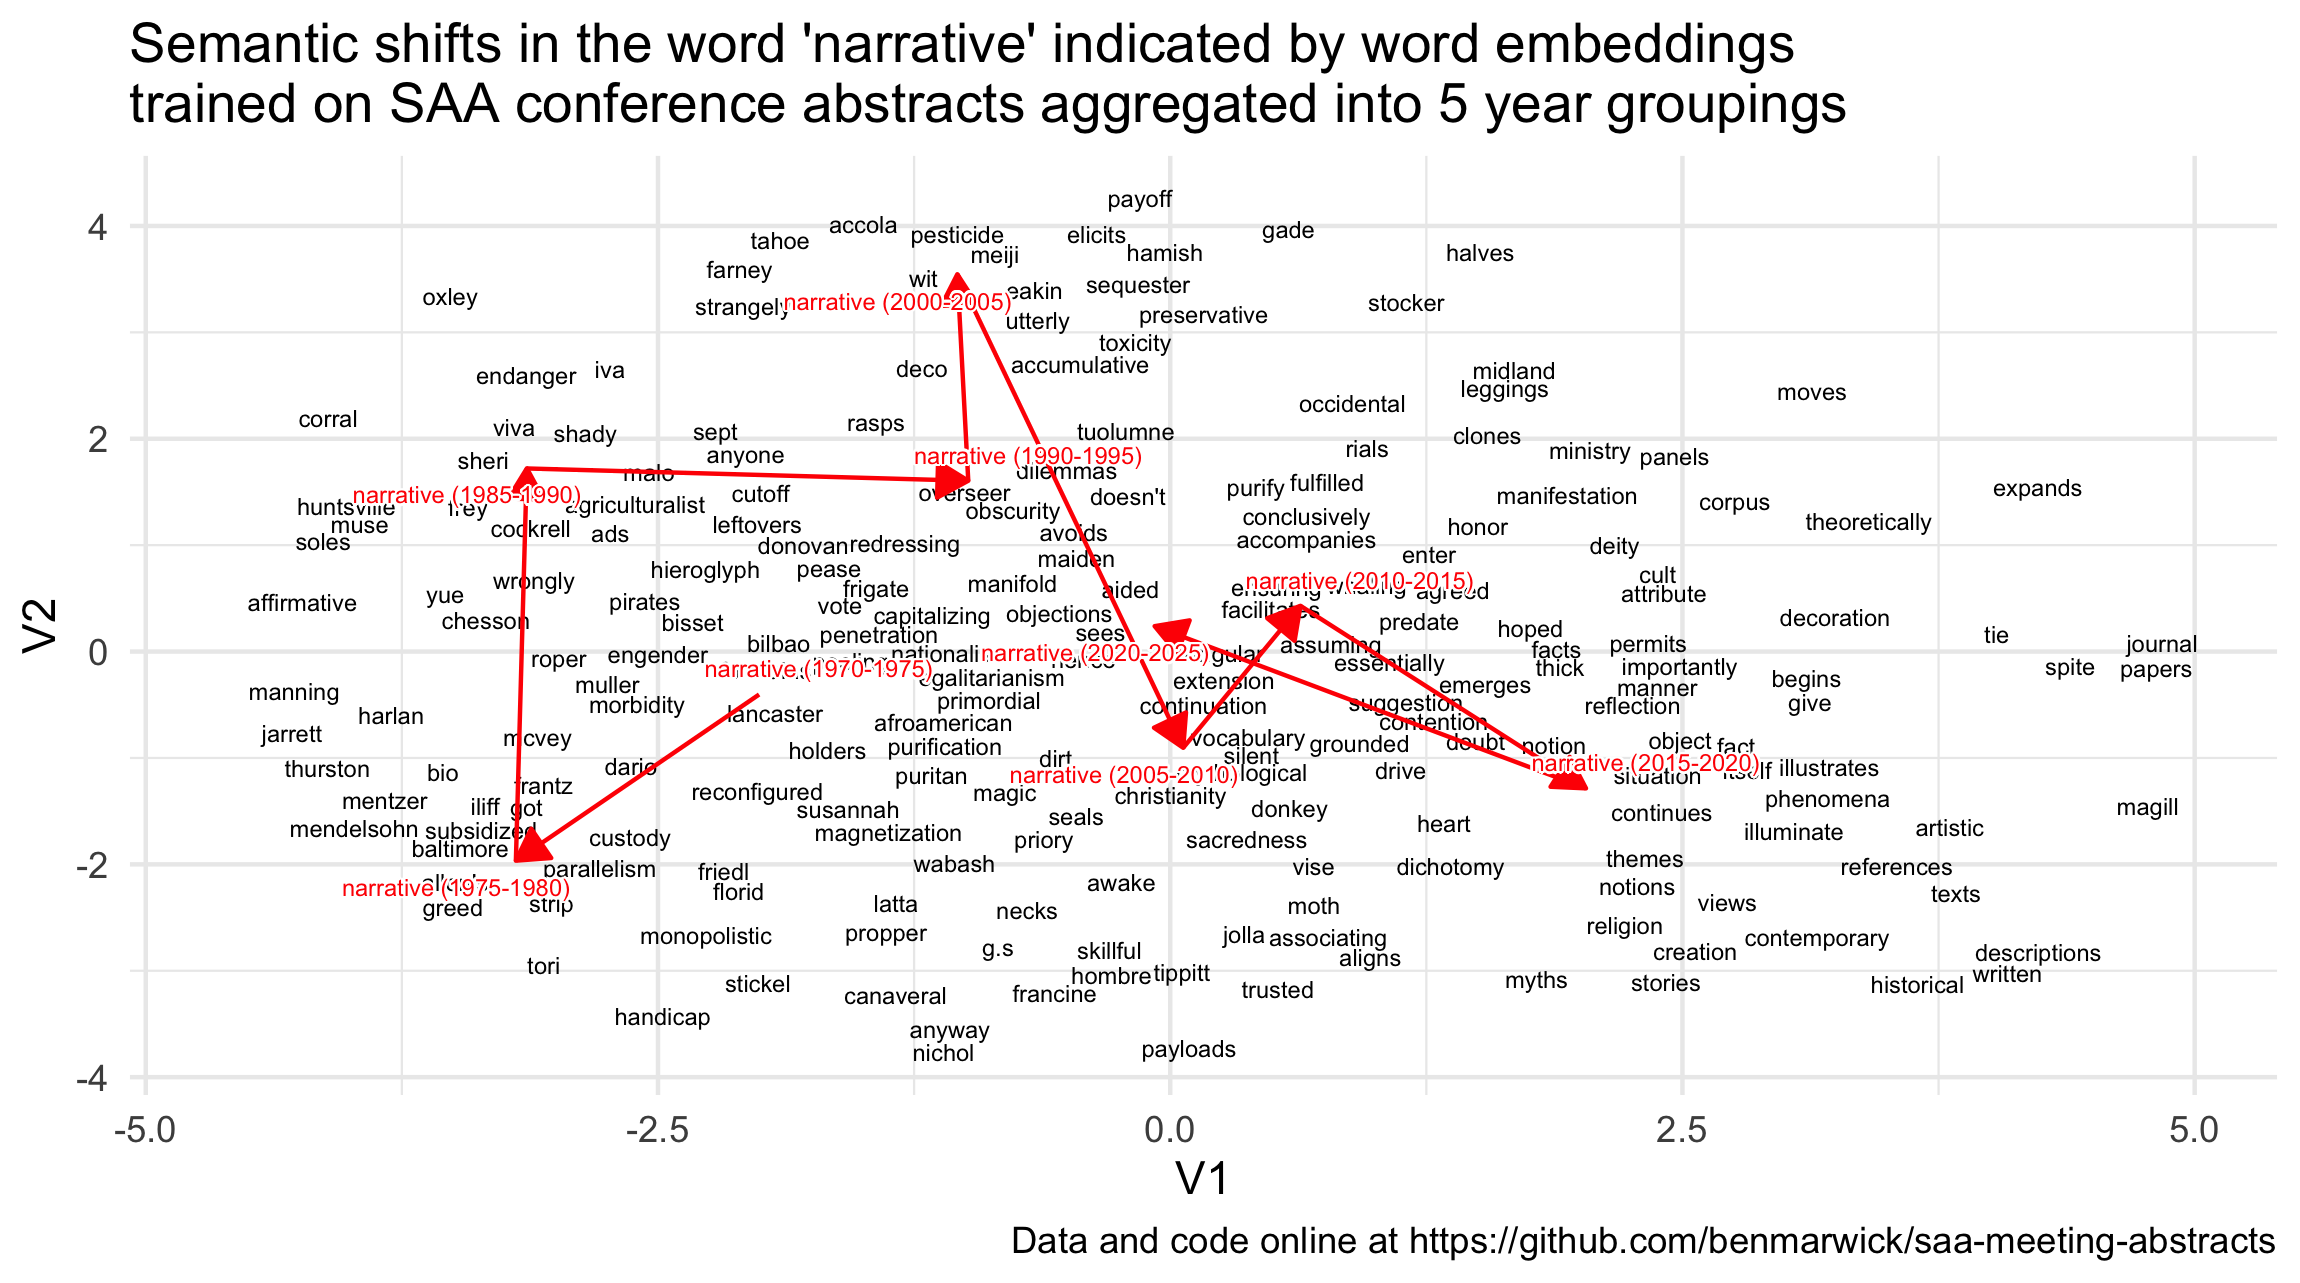 Semantic shifts in the word 'narrative' indicated by word embeddings
trained on SAA conference abstracts aggregated into 5 year groupings
payoff
accola
pesticide
elicits
gade
tahoe
meiji
hamish
halves
farney
wit
eakin
sequester
oxley
strangely
narrative (2000-2005)
stocker
utterly
preservative
toxicity
endanger
iva
deco
accumulative
midland
leggings
moves
occidental
corral
viva
shady
sept
rasps
tuolumne
clones
anyone
rials
ministry
panels
sheri
malo
narrative (1990-1995)
dilemmas
narrative (1985-1990)
cutoff
overseer
doesn't
purify
fulfilled
manifestation
corpus
expands
huntsville
frey
agriculturalist
obscurity
conclusively
theoretically
muse
cockrell
ads
leftovers
avoids
accompanies
honor
soles
donovan
redressing
maiden
enter
deity
hieroglyph
pease
manifold
narrative (2010-2015)
cult
wrongly
frigate
aided
ensuring
agreed
attribute
affirmative
yue
pirates
vote
capitalizing
objections
facilitates
decoration
chesson
bisset
penetration
sees
predate
hoped
tie
bilbao
assuming
facts
permits
journal
roper
engender
narrative (1970-1975)
narrative (2020-2025)
essentially
thick
importantly
spite
papers
manning
muller
egalitarianism
extension
emerges
manner
begins
morbidity
primordial
continuation
suggestion
reflection
give
harlan
lancaster
afroamerican
contention
jarrett
mcvey
holders
purification
vocabulary
grounded
doubt
notion
object
fact
dirt
silent
thurston
bio
dario
puritan
narrative (2005-2010)
drive
narrative (2015-2020)
situation
itself
illustrates
frantz
reconfigured
magic
christianity
phenomena
mentzer
iliff
got
susannah
seals
donkey
continues
magill
mendelsohn
subsidized
custody
magnetization
priory
sacredness
heart
illuminate
artistic
baltimore
parallelism
friedl
wabash
vise
dichotomy
themes
references
narrative (1975-1980)
florid
awake
notions
texts
greed
strip
latta
necks
moth
views
monopolistic
propper
g.s
skillful
jolla
associating
religion
contemporary
tori
hombre
tippitt
aligns
creation
descriptions
stickel
canaveral
francine
trusted
myths
stories
historical
written
handicap
anyway
nichol
payloads
4
2
0
-2
-4
V2
-5.0
-2.5
0.0
2.5
5.0
V1
Data and code online at https://github.com/benmarwick/saa-meeting-abstracts